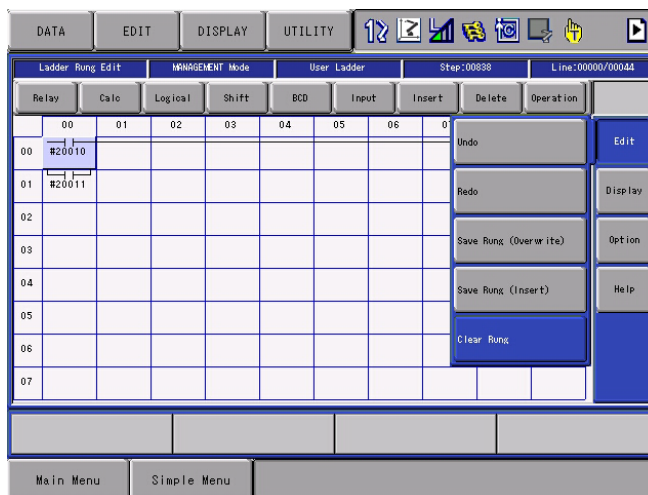 DATA EDIT DISPLAY UTILITY
Ladder Rung Edit MANAGEMENT Mode User Ladder Step:00838 Line:0000/00044
Relay Calc Logical Shift BCD Input Insert Delete Operation
00 01 02 03 04 05 06
00 #20010
01 #20011
02
03
04
05
06
07
Undo
Redo
Save Rung (Overwrite)
Save Rung (Insert)
Clear Rung
Edit
Display
Option
Help
Main Menu Simple Menu